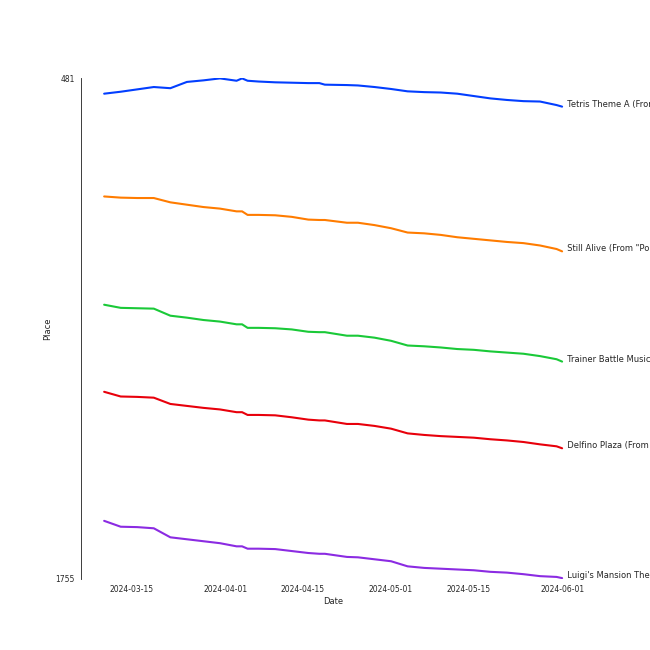 481
Tetris Theme A (Fro
Still Alive (From "Po
Place
Trainer Battle Music
Delfino Plaza (From
Luigi's Mansion The
1755
2024-03-15 2024-04-01 2024-04-15 2024-05-01 2024-05-15 2024-06-01
Date